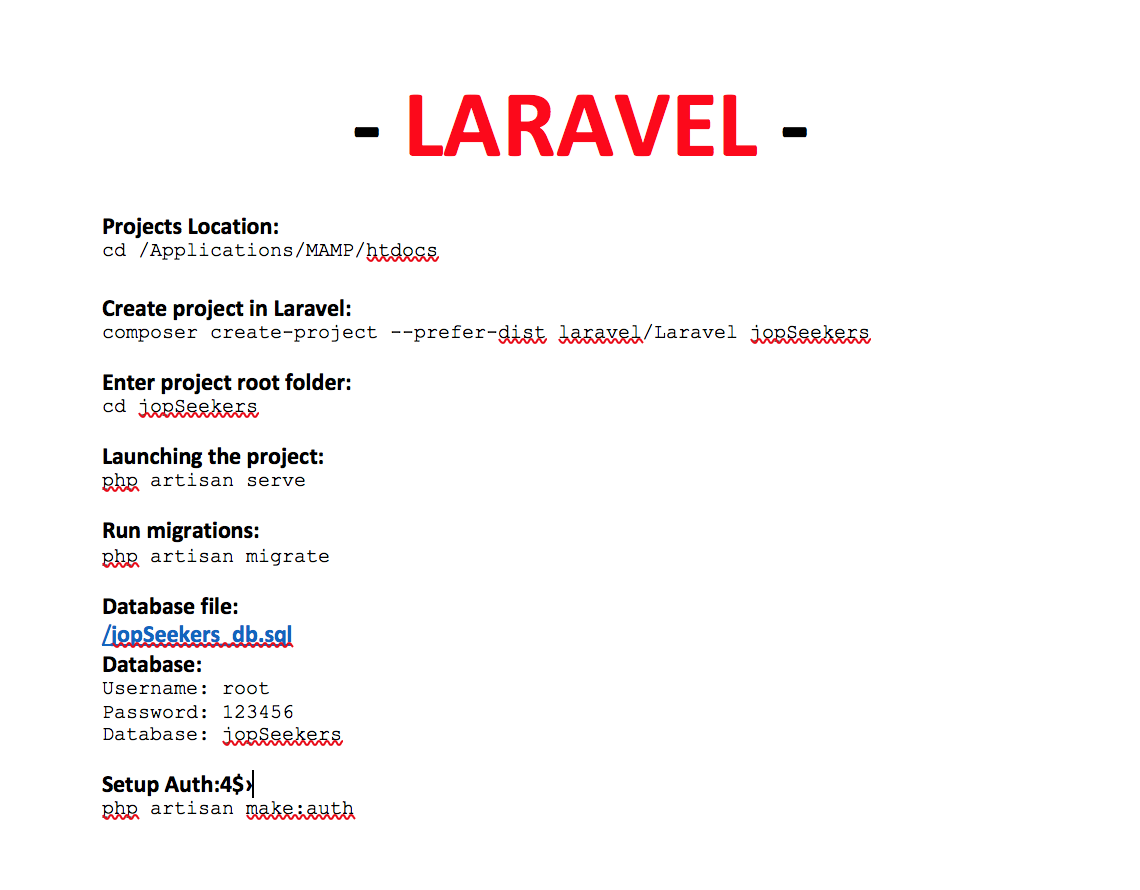 - LARAVEL -
Projects Location:
cd /Applications/MAMP/htdocs
Create project in Laravel:
composer create-project --prefer-dist laravel/Laravel jopSeekers
Enter project root folder:
cd jopSeekers
Launching the project:
php artisan serve
Run migrations:
php artisan migrate
Database file:
/jopSeekers_db.sql
Database:
Username: root
Password: 123456
Database: jopSeekers
Setup Auth:4$›
php artisan make:auth